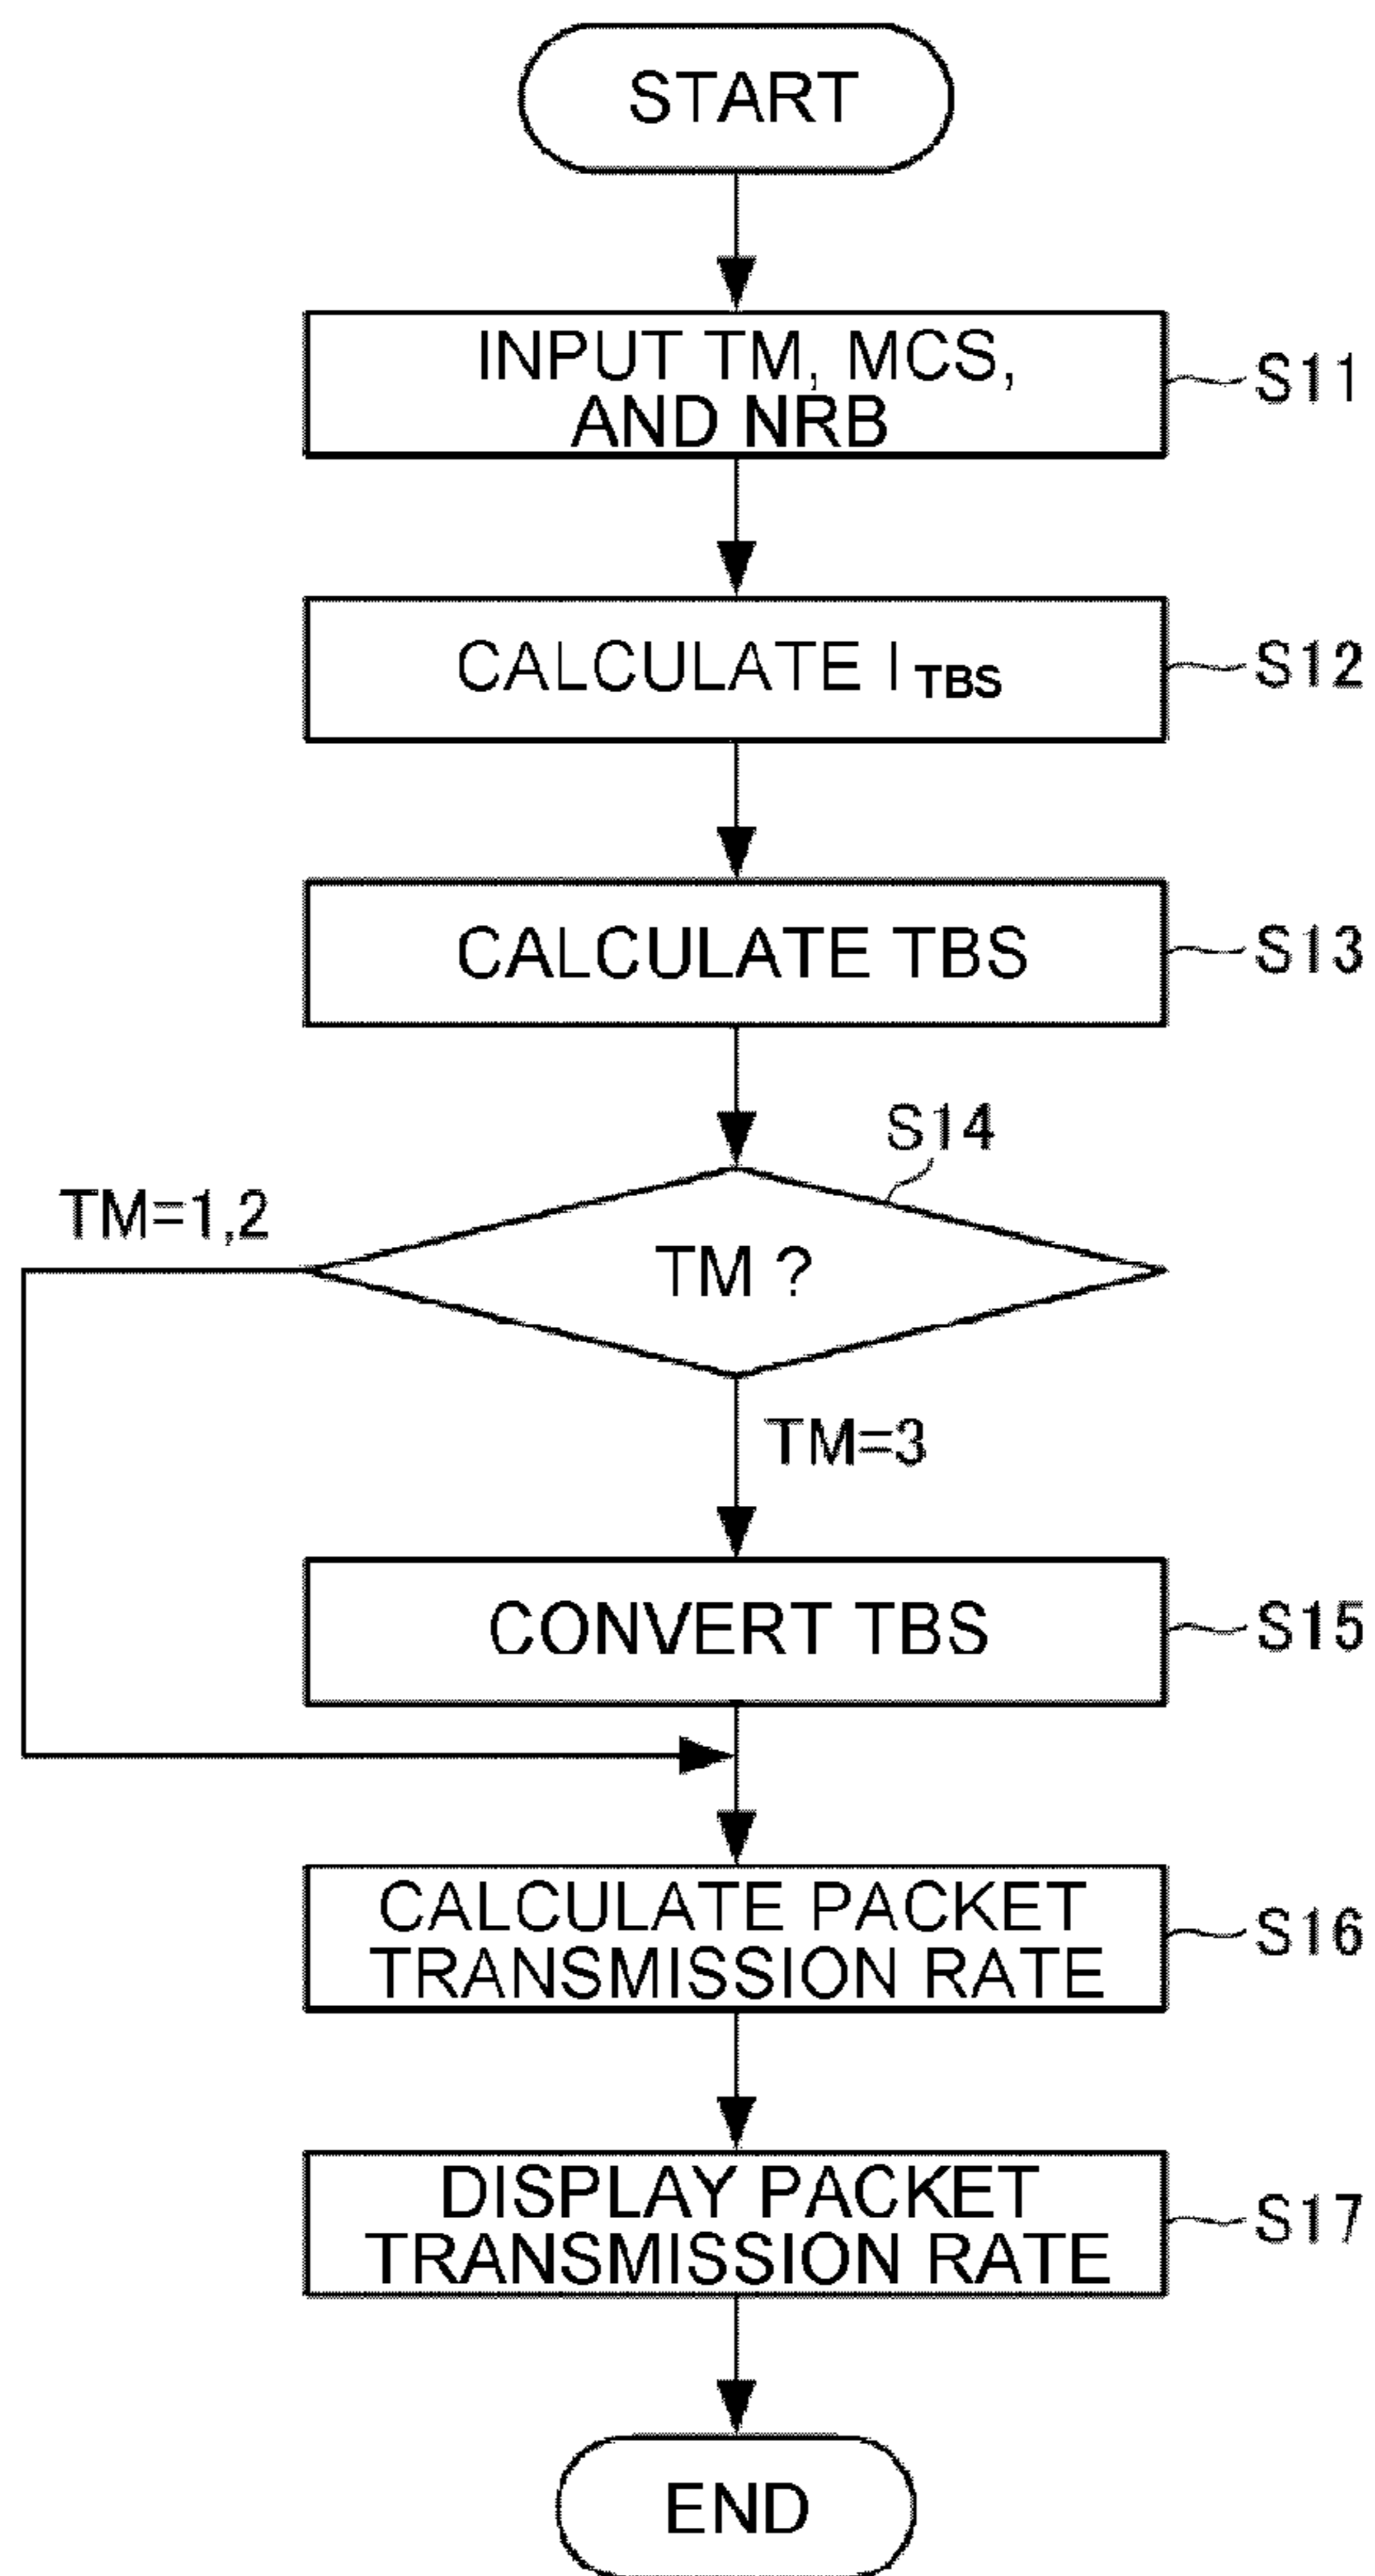 START
INPUT TM, MCS,
AND NRB
S11
CALCULATE I TBS
S12
CALCULATE TBS
S13
S14
TM=1,2
TM ?
TM=3
CONVERT TBS
S15
CALCULATE PACKET
TRANSMISSION RATE
S16
DISPLAY PACKET
TRANSMISSION RATE
S17
END